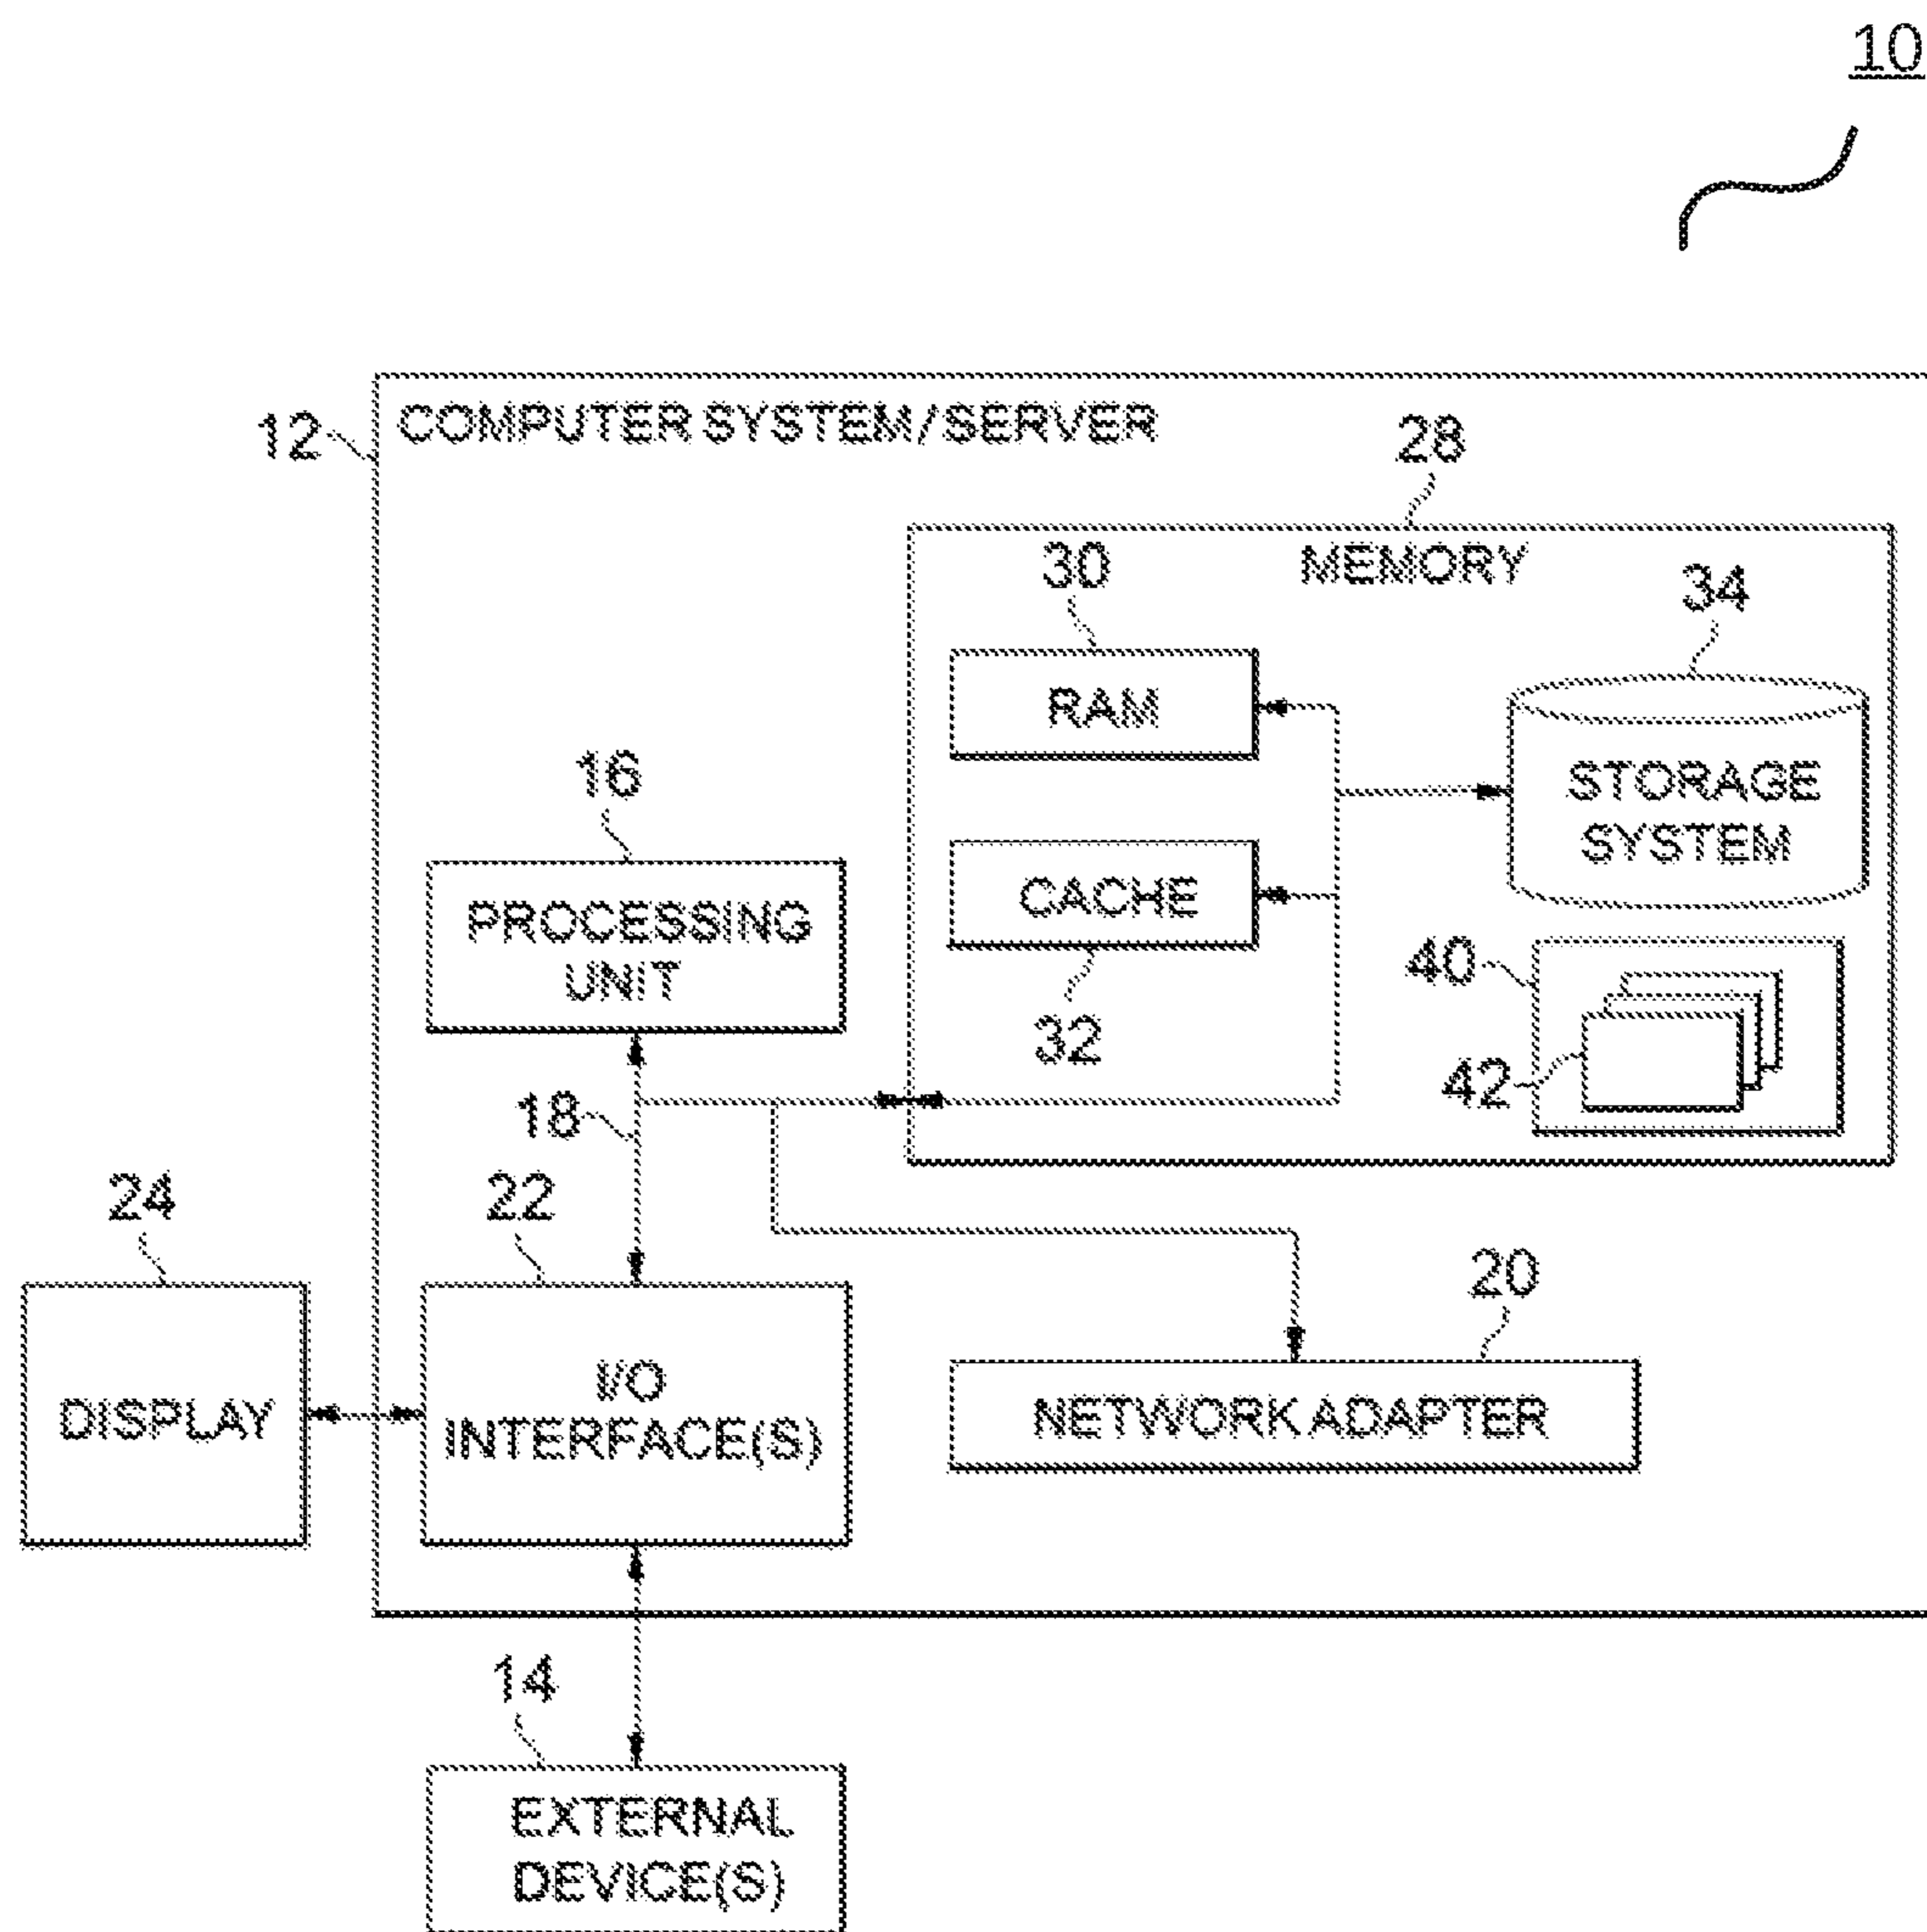 10
12
COMPUTER SYSTEM/SERVER
28
MEMORY
30
34
RAM
STORAGE
SYSTEM
16
CACHE
PROCESSING
UNIT
32
40
42
18
24
22
20
DISPLAY
I/O
INTERFACE(S)
NETWORK ADAPTER
14
EXTERNAL
DEVICE(S)